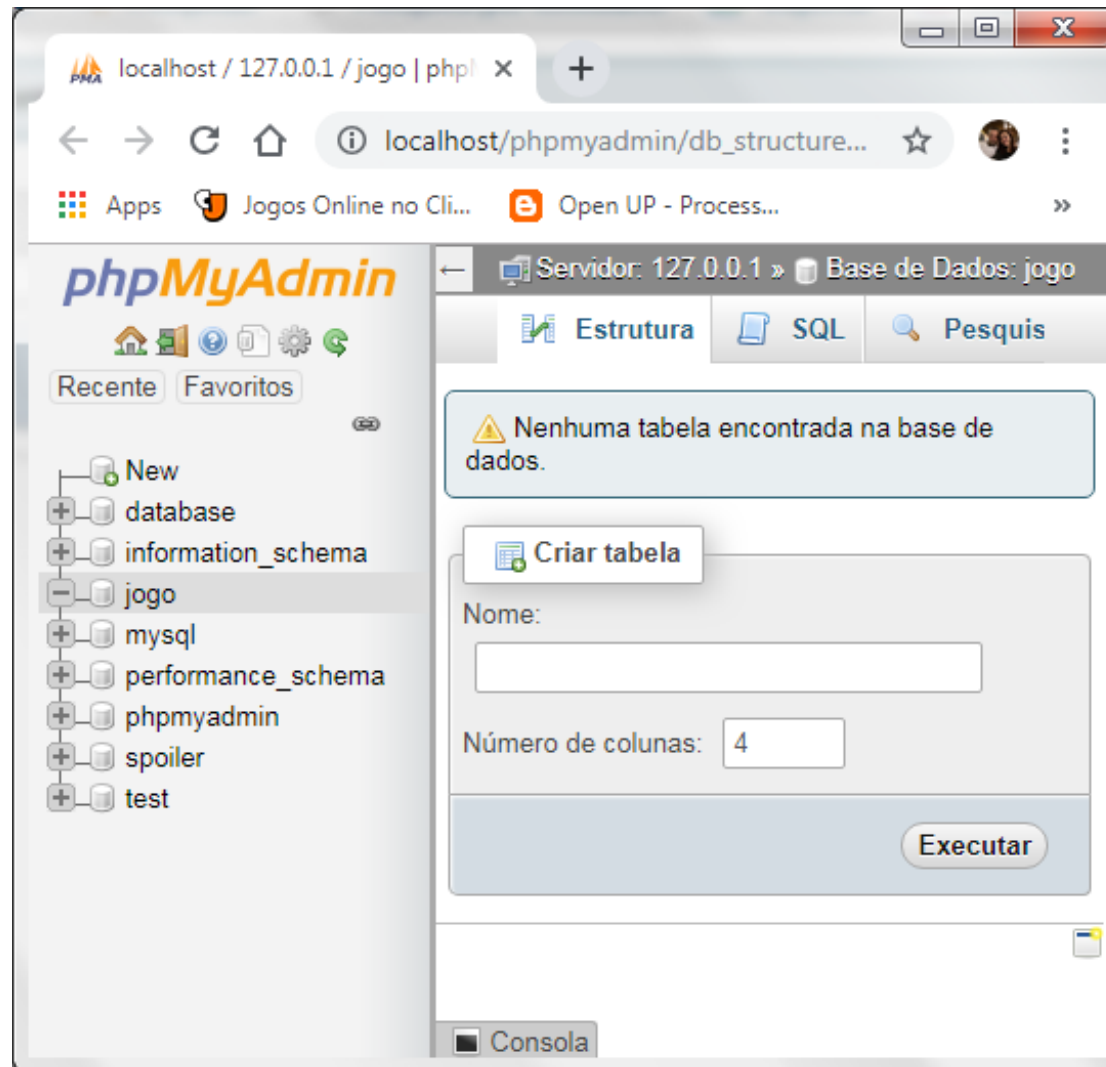 localhost / 127.0.0.1 / jogo | php
localhost/phpmyadmin/db_structure...
Apps Jogos Online no Cli... Open UP - Process... »
phpMyAdmin
Recente Favoritos
New
database
information_schema
jogo
mysql
performance_schema
phpmyadmin
spoiler
test
← Servidor: 127.0.0.1 » Base de Dados: jogo
Estrutura SQL Pesquis
Nenhuma tabela encontrada na base de
dados.
Criar tabela
Nome:
Número de colunas: 4
Executar
Consola